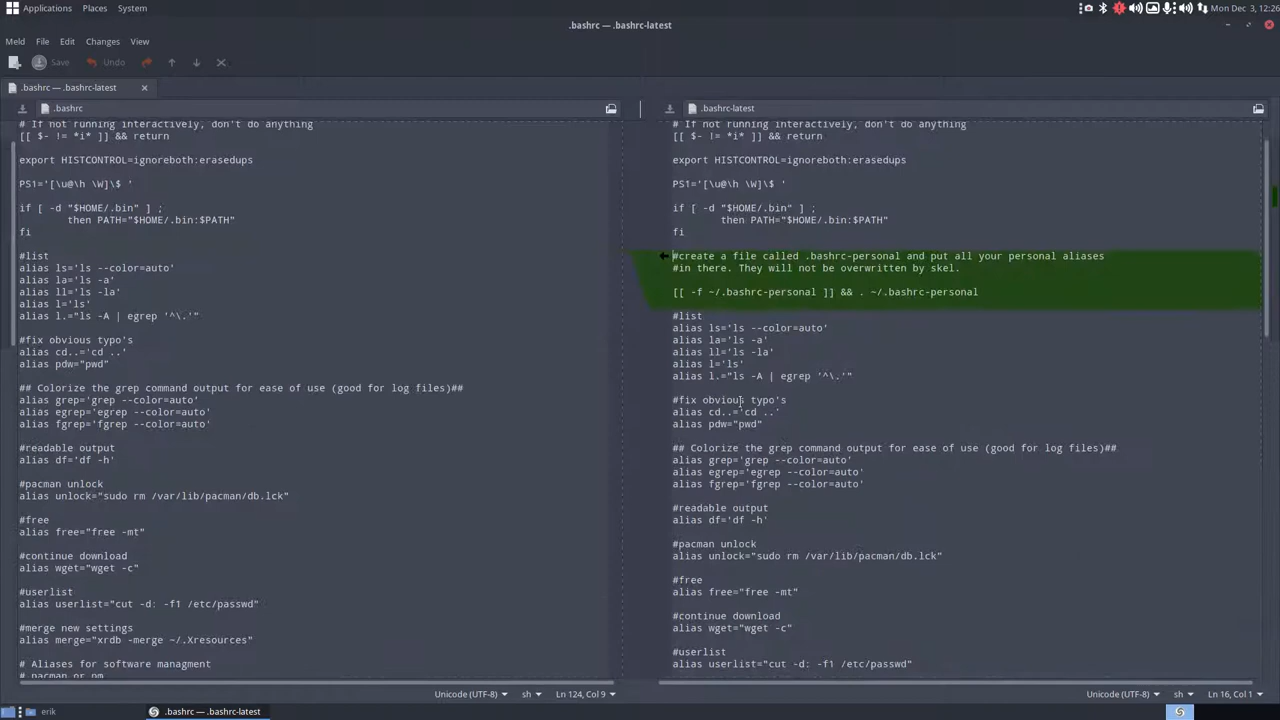 Applications Places System
Mon Dec 3, 12:26
.bashrc — .bashrc-latest
Meld File Edit Changes View
Save Undo
.bashrc — .bashrc-latest
.bashrc
# If not running interactively, don't do anything
[[ $- != *i* ]] && return
export HISTCONTROL=ignoreboth:erasedups
PS1='[\u@\h \W]\$ '
if [ -d "$HOME/.bin" ] ;
then PATH="$HOME/.bin:$PATH"
fi
#list
alias ls='ls --color=auto'
alias la='ls -a'
alias ll='ls -la'
alias l='ls'
alias l.="ls -A | egrep '^\.'"
#fix obvious typo's
alias cd..='cd ..'
alias pdw="pwd"
## Colorize the grep command output for ease of use (good for log files)##
alias grep='grep --color=auto'
alias egrep='egrep --color=auto'
alias fgrep='fgrep --color=auto'
#readable output
alias df='df -h'
#pacman unlock
alias unlock="sudo rm /var/lib/pacman/db.lck"
#free
alias free="free -mt"
#continue download
alias wget="wget -c"
#userlist
alias userlist="cut -d: -f1 /etc/passwd"
#merge new settings
alias merge="xrdb -merge ~/.Xresources"
# Aliases for software managment
# pacman or pm
Unicode (UTF-8) sh Ln 124, Col 9
.bashrc-latest
# If not running interactively, don't do anything
[[ $- != *i* ]] && return
export HISTCONTROL=ignoreboth:erasedups
PS1='[\u@\h \W]\$ '
if [ -d "$HOME/.bin" ] ;
then PATH="$HOME/.bin:$PATH"
fi
#create a file called .bashrc-personal and put all your personal aliases
#in there. They will not be overwritten by skel.
[[ -f ~/.bashrc-personal ]] && . ~/.bashrc-personal
#list
alias ls='ls --color=auto'
alias la='ls -a'
alias ll='ls -la'
alias l='ls'
alias l.="ls -A | egrep '^\.'"
#fix obvious typo's
alias cd..='cd ..'
alias pdw="pwd"
## Colorize the grep command output for ease of use (good for log files)##
alias grep='grep --color=auto'
alias egrep='egrep --color=auto'
alias fgrep='fgrep --color=auto'
#readable output
alias df='df -h'
#pacman unlock
alias unlock="sudo rm /var/lib/pacman/db.lck"
#free
alias free="free -mt"
#continue download
alias wget="wget -c"
#userlist
alias userlist="cut -d: -f1 /etc/passwd"
Unicode (UTF-8) sh Ln 16, Col 1
erik .bashrc — .bashrc-latest